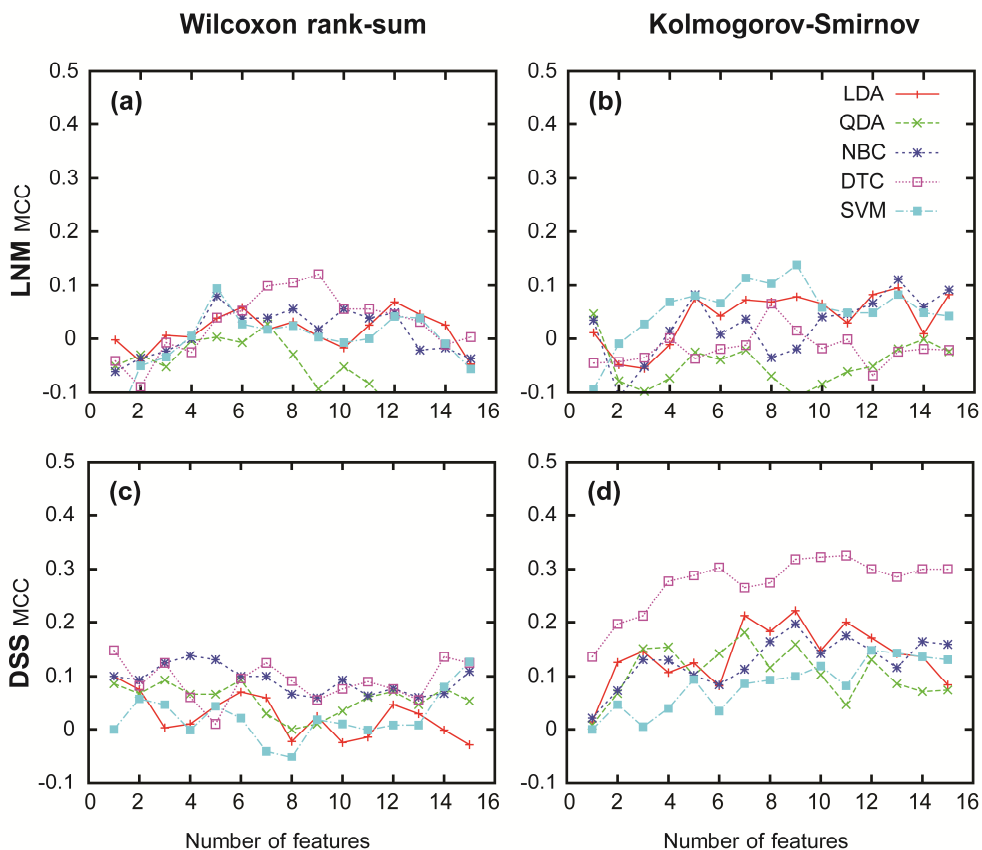 Wilcoxon rank-sum
Kolmogorov-Smirnov
(a)
0.5
0.4
0.3
0.2
0.1
0
-0.1
LNM MCC
0 2 4 6 8 10 12 14 16
(b)
LDA
QDA
NBC
DTC
SVM
0.5
0.4
0.3
0.2
0.1
0
-0.1
0 2 4 6 8 10 12 14 16
(c)
0.5
0.4
0.3
0.2
0.1
0
-0.1
DSS MCC
0 2 4 6 8 10 12 14 16
Number of features
(d)
0.5
0.4
0.3
0.2
0.1
0
-0.1
0 2 4 6 8 10 12 14 16
Number of features